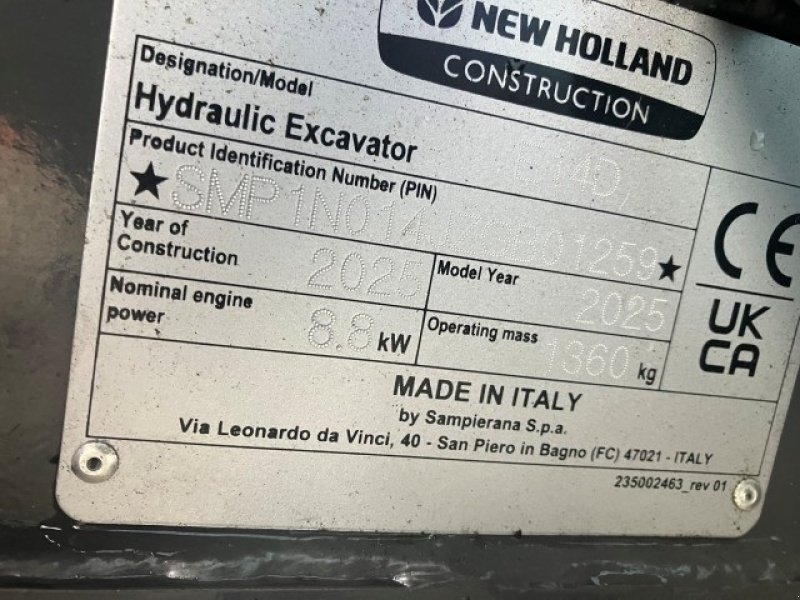 NEW HOLLAND
CONSTRUCTION
Designation/Model
Hydraulic Excavator E14D
Product Identification Number (PIN)
★ ★
Year of Construction 2025
Model Year 2025
Nominal engine power 8.8 kW
Operating mass 1360 kg
CE
UK
CA
MADE IN ITALY
by Sampierana S.p.a.
Via Leonardo da Vinci, 40 - San Piero in Bagno (FC) 47021 - ITALY
235002463_rev 01